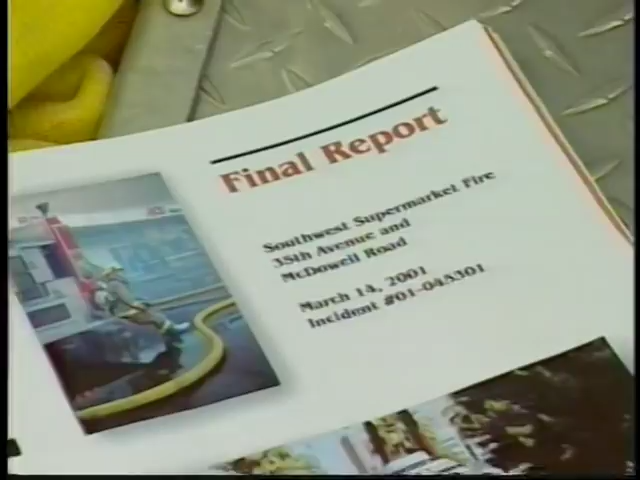 Final Report
Southwest Supermarket Fire
35th Avenue and
McDowell Road
March 14, 2001
Incident #01-045301